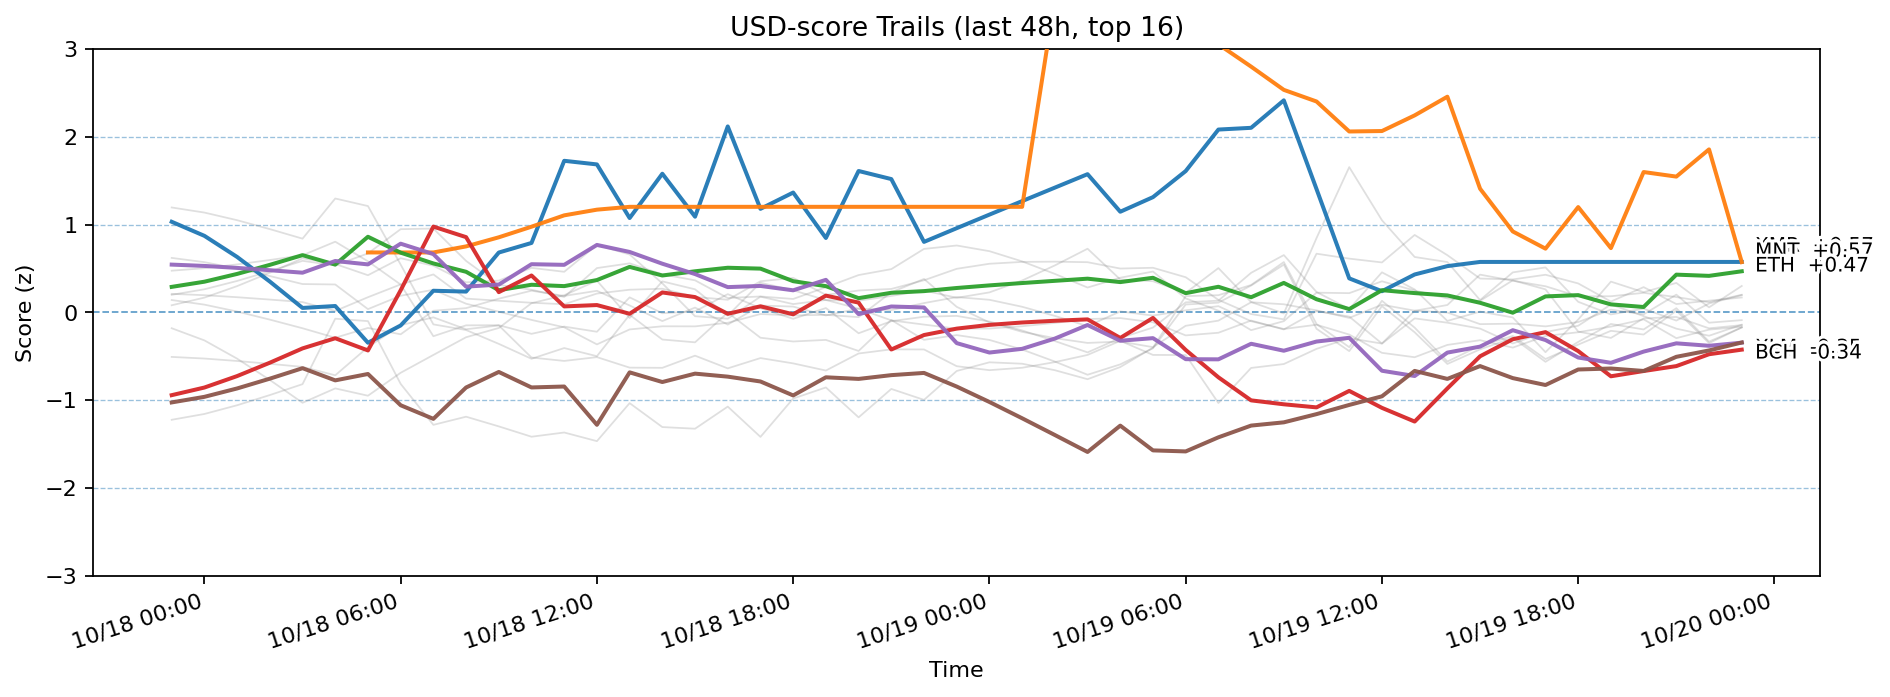 USD-score Trails (last 48h, top 16)
3
2
1
0
−1
−2
−3
Score (z)
MNT +0.57
ETH +0.47
BCH -0.34
10/18 00:00
10/18 06:00
10/18 12:00
10/18 18:00
10/19 00:00
10/19 06:00
10/19 12:00
10/19 18:00
10/20 00:00
Time